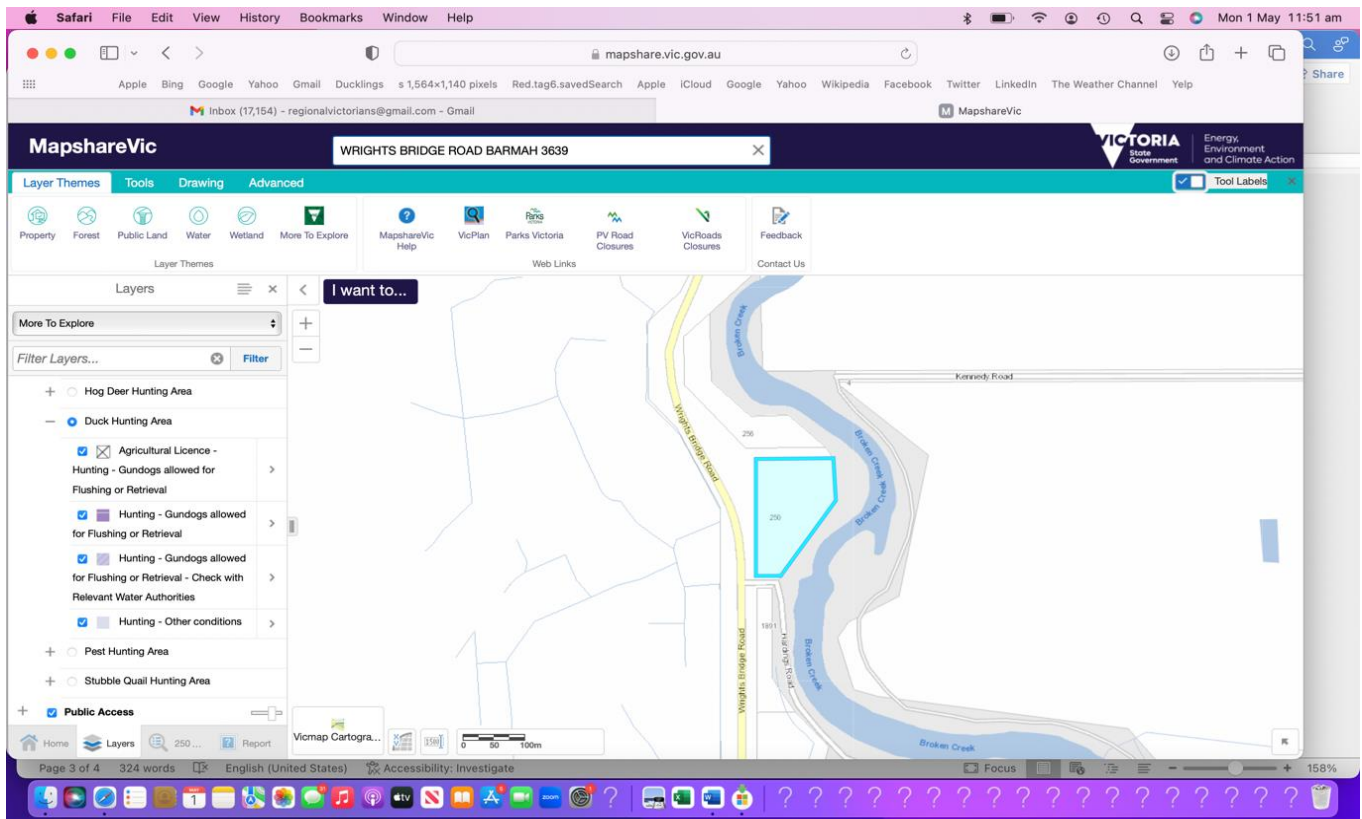 Safari File Edit View History Bookmarks Window Help Mon 1 May 11:51 am
mapshare.vic.gov.au
Share
Apple Bing Google Yahoo Gmail Ducklings s 1,564x1,140 pixels Red.tag6.savedSearch Apple iCloud Google Yahoo Wikipedia Facebook Twitter LinkedIn The Weather Channel Yelp
Inbox (17,154) - regionalvictorians@gmail.com - Gmail
MapshareVic
MapshareVic
WRIGHTS BRIDGE ROAD BARMAH 3639
VICTORIA
State
Government
Energy,
Environment
and Climate Action
Layer Themes Tools Drawing Advanced
Tool Labels
Property Forest Public Land Water Wetland More To Explore
MapshareVic
Help
VicPlan
Parks
Parks Victoria
PV Road
Closures
VicRoads
Closures
Feedback
Layer Themes Web Links Contact Us
Layers
I want to...
More To Explore
Filter Layers... Filter
Hog Deer Hunting Area
Duck Hunting Area
Agricultural Licence -
Hunting - Gundogs allowed for
Flushing or Retrieval
Hunting - Gundogs allowed
for Flushing or Retrieval
Hunting - Gundogs allowed
for Flushing or Retrieval - Check with
Relevant Water Authorities
Hunting - Other conditions
Pest Hunting Area
Stubble Quail Hunting Area
Public Access
Home Layers 250 ... Report
Broken Creek
Kennedy Road
Wrights Bridge Road
256
Broken Creek
Broken Creek
250
Broken Creek
1891
Hardings Road
Wrights Bridge Road
Broken Creek
Broken Creek
Vicmap Cartogra...
0 50 100m
Page 3 of 4 324 words English (United States) Accessibility: Investigate Focus 158%
1
tv
zoom